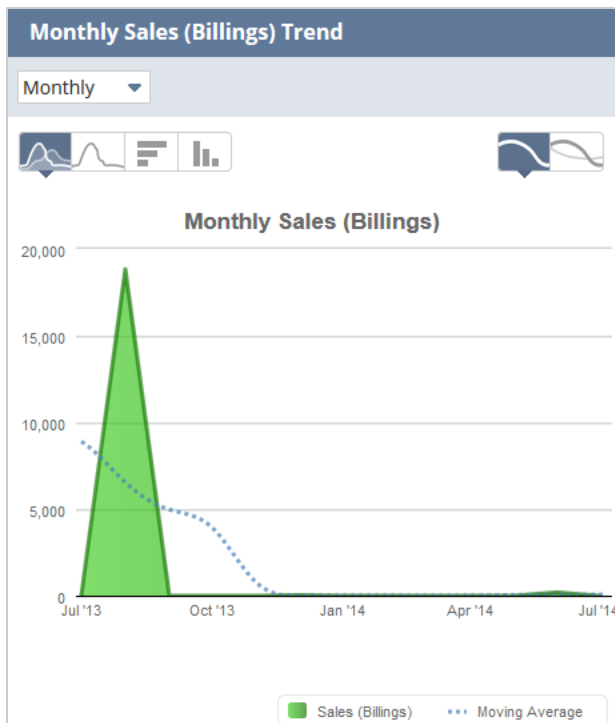 Monthly Sales (Billings) Trend
Monthly
Monthly Sales (Billings)
20,000
15,000
10,000
5,000
0
Jul '13 Oct '13 Jan '14 Apr '14 Jul '14
Sales (Billings) Moving Average